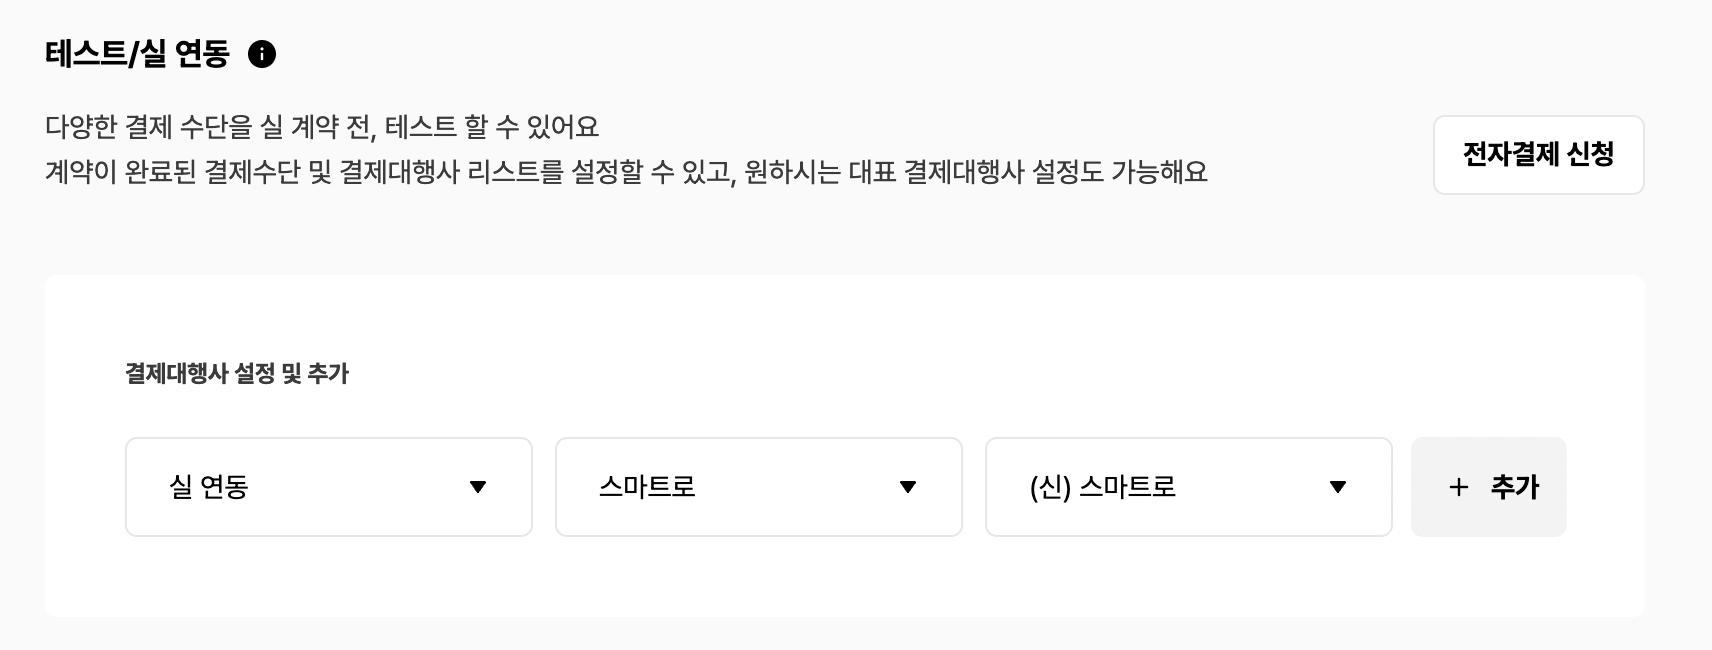 테스트/실 연동
다양한 결제 수단을 실 계약 전, 테스트 할 수 있어요
계약이 완료된 결제수단 및 결제대행사 리스트를 설정할 수 있고, 원하시는 대표 결제대행사 설정도 가능해요
전자결제 신청
결제대행사 설정 및 추가
실 연동
스마트로
(신) 스마트로
+ 추가